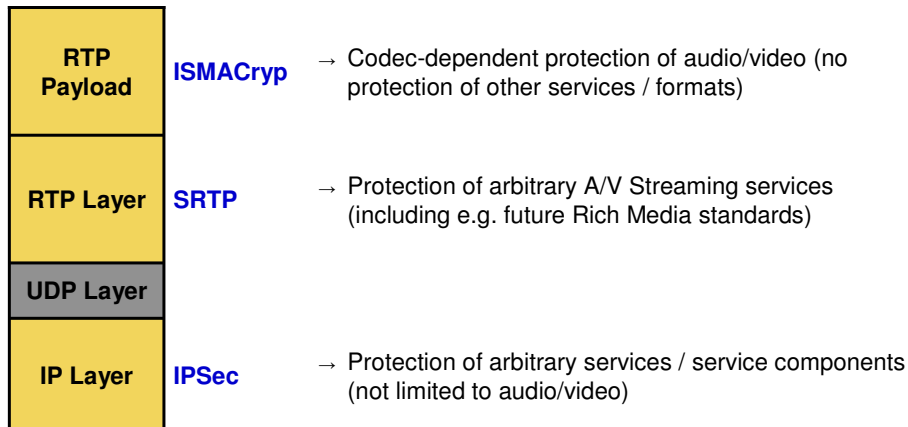 RTP
Payload
ISMACryp
→ Codec-dependent protection of audio/video (no
protection of other services / formats)
RTP Layer
SRTP
→ Protection of arbitrary A/V Streaming services
(including e.g. future Rich Media standards)
UDP Layer
IP Layer
IPSec
→ Protection of arbitrary services / service components
(not limited to audio/video)